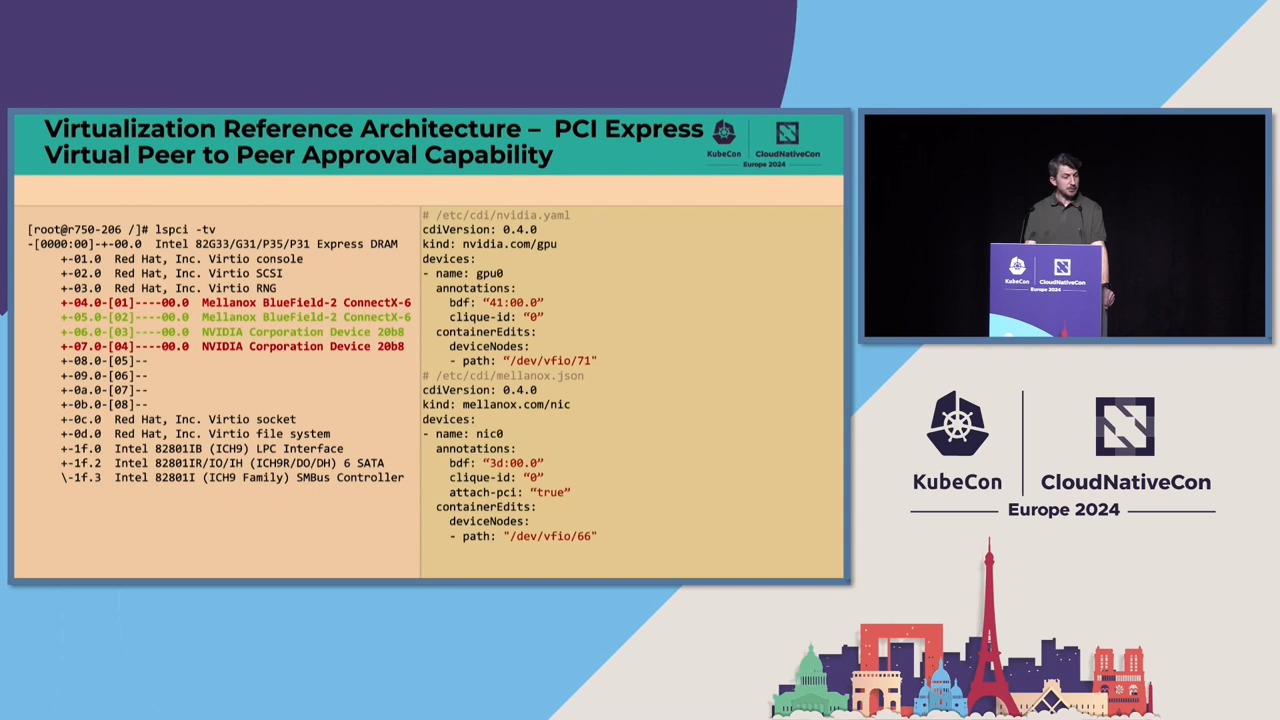 Virtualization Reference Architecture – PCI Express
Virtual Peer to Peer Approval Capability
KubeCon
CloudNativeCon
Europe 2024
[root@r750-206 /]# lspci -tv
-[0000:00]-+-00.0  Intel 82G33/G31/P35/P31 Express DRAM
+-01.0  Red Hat, Inc. Virtio console
+-02.0  Red Hat, Inc. Virtio SCSI
+-03.0  Red Hat, Inc. Virtio RNG
+-04.0-[01]----00.0  Mellanox BlueField-2 ConnectX-6
+-05.0-[02]----00.0  Mellanox BlueField-2 ConnectX-6
+-06.0-[03]----00.0  NVIDIA Corporation Device 20b8
+-07.0-[04]----00.0  NVIDIA Corporation Device 20b8
+-08.0-[05]--
+-09.0-[06]--
+-0a.0-[07]--
+-0b.0-[08]--
+-0c.0  Red Hat, Inc. Virtio socket
+-0d.0  Red Hat, Inc. Virtio file system
+-1f.0  Intel 82801IB (ICH9) LPC Interface
+-1f.2  Intel 82801IR/IO/IH (ICH9R/DO/DH) 6 SATA
\-1f.3  Intel 82801I (ICH9 Family) SMBus Controller
# /etc/cdi/nvidia.yaml
cdiVersion: 0.4.0
kind: nvidia.com/gpu
devices:
- name: gpu0
annotations:
bdf: “41:00.0”
clique-id: “0”
containerEdits:
deviceNodes:
- path: “/dev/vfio/71"
# /etc/cdi/mellanox.json
cdiVersion: 0.4.0
kind: mellanox.com/nic
devices:
- name: nic0
annotations:
bdf: “3d:00.0”
clique-id: “0”
attach-pci: “true”
containerEdits:
deviceNodes:
- path: "/dev/vfio/66"
KubeCon
CloudNativeCon
Europe 2024
KubeCon
CloudNativeCon
Europe 2024